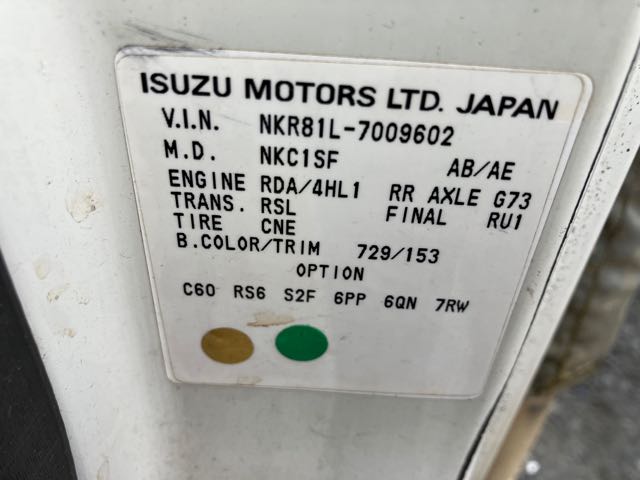 ISUZU MOTORS LTD. JAPAN
V.I.N. NKR81L-7009602
M.D. NKC1SF AB/AE
ENGINE RDA/4HL1 RR AXLE G73
TRANS. RSL FINAL RU1
TIRE CNE
B.COLOR/TRIM 729/153
OPTION
C60 RS6 S2F 6PP 6QN 7RW